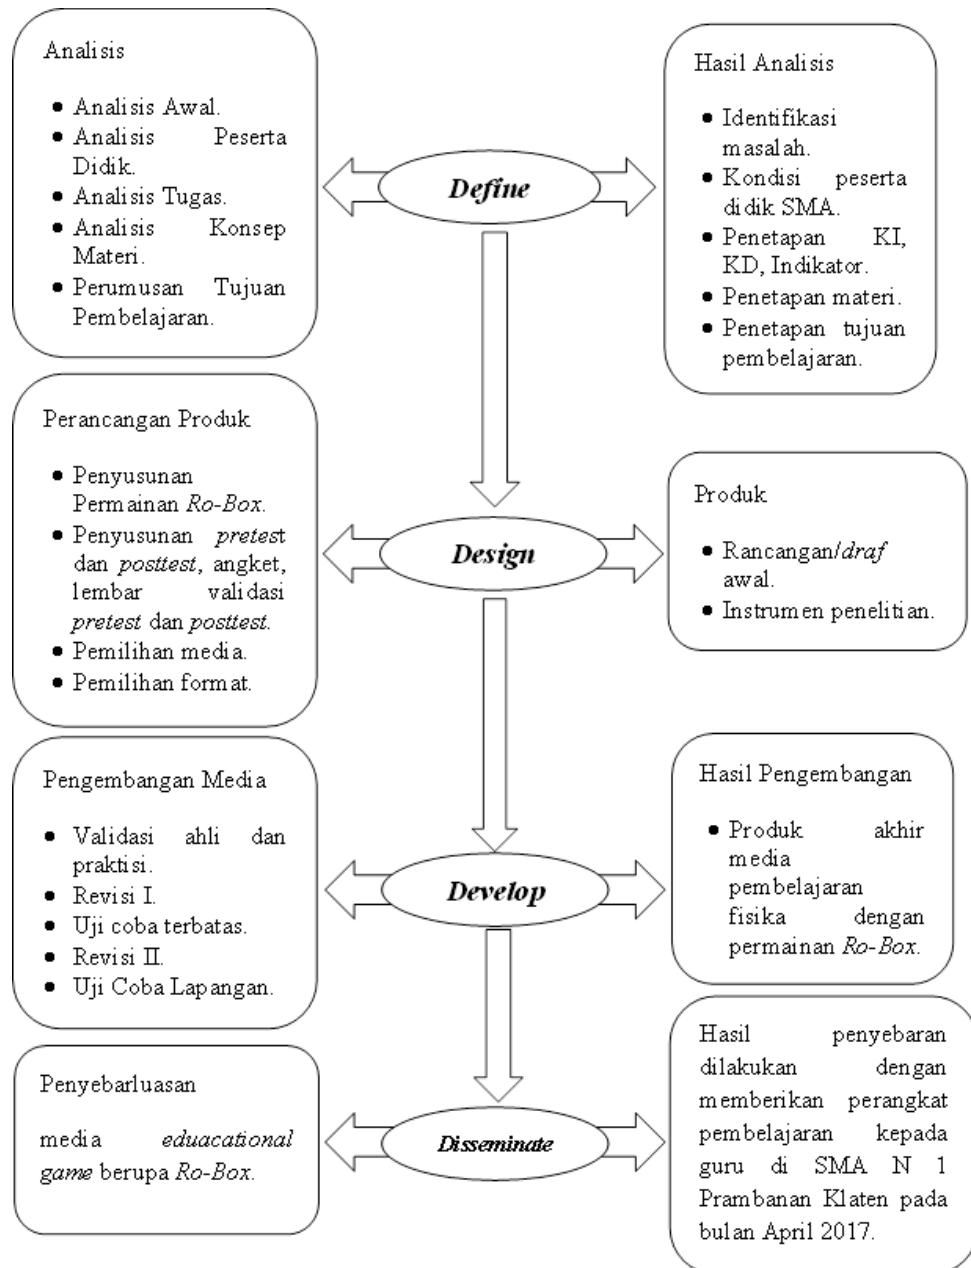 Analisis
• Analisis Awal.
• Analisis Peserta
Didik.
• Analisis Tugas.
• Analisis Konsep
Materi.
• Perumusan Tujuan
Pembelajaran.
Define
Hasil Analisis
• Identifikasi
masalah.
• Kondisi peserta
didik SMA.
• Penetapan KI,
KD, Indikator.
• Penetapan materi.
• Penetapan tujuan
pembelajaran.
Perancangan Produk
• Penyusunan
Permainan Ro-Box.
• Penyusunan pretest
dan posttest, angket,
lembar validasi
pretest dan posttest.
• Pemilihan media.
• Pemilihan format.
Design
Produk
• Rancangan/draf
awal.
• Instrumen penelitian.
Pengembangan Media
• Validasi ahli dan
praktisi.
• Revisi I.
• Uji coba terbatas.
• Revisi II.
• Uji Coba Lapangan.
Develop
Hasil Pengembangan
• Produk akhir
media
pembelajaran
fisika dengan
permainan Ro-Box.
Penyebarluasan
media eduacational
game berupa Ro-Box.
Disseminate
Hasil penyebaran
dilakukan dengan
memberikan perangkat
pembelajaran kepada
guru di SMA N 1
Prambanan Klaten pada
bulan April 2017.